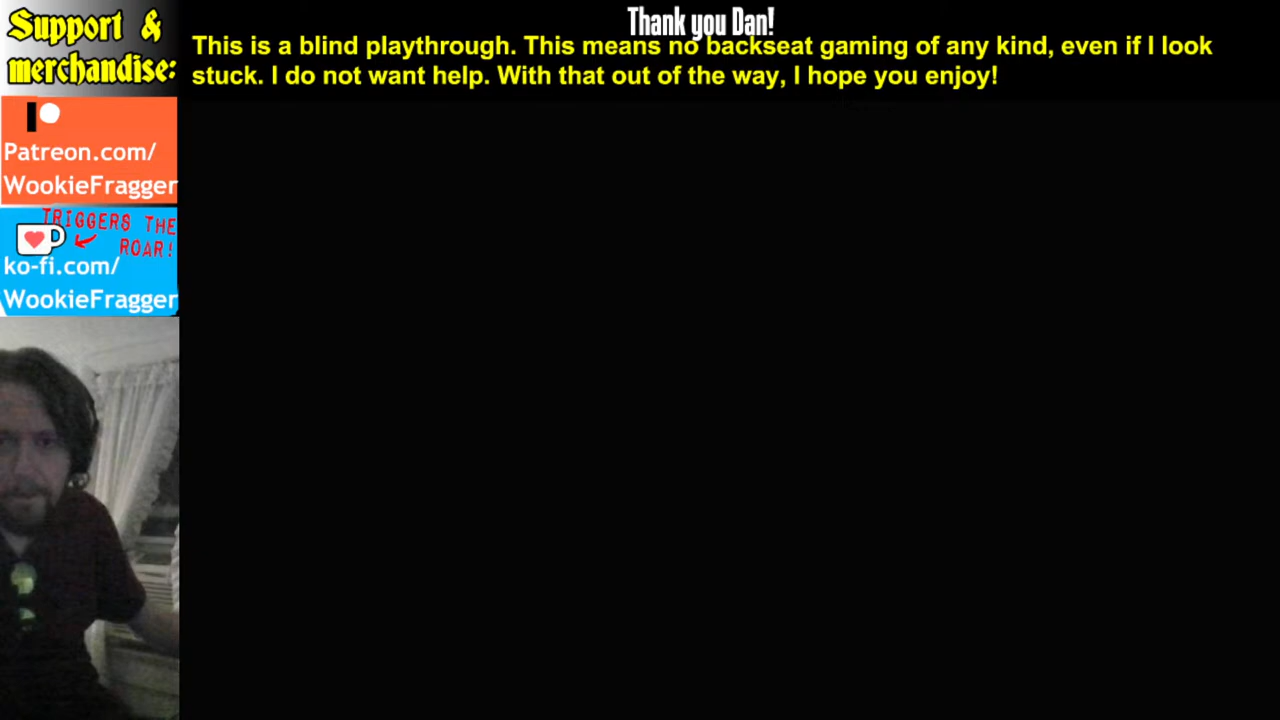 Support &
merchandise:
Thank you Dan!
This is a blind playthrough. This means no backseat gaming of any kind, even if I look
stuck. I do not want help. With that out of the way, I hope you enjoy!
Patreon.com/
WookieFragger
TRIGGERS THE
ROAR!
ko-fi.com/
WookieFragger